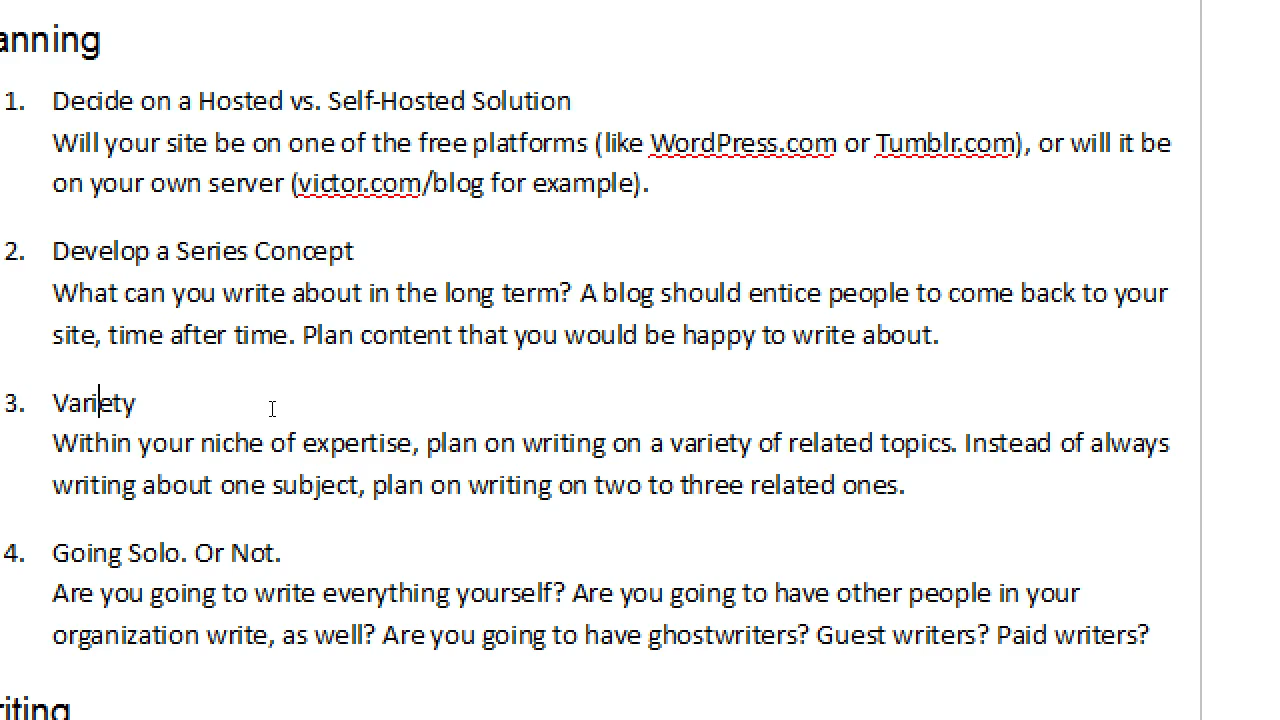 anning
1. Decide on a Hosted vs. Self-Hosted Solution
Will your site be on one of the free platforms (like WordPress.com or Tumblr.com), or will it be
on your own server (victor.com/blog for example).
2. Develop a Series Concept
What can you write about in the long term? A blog should entice people to come back to your
site, time after time. Plan content that you would be happy to write about.
3. Variety
Within your niche of expertise, plan on writing on a variety of related topics. Instead of always
writing about one subject, plan on writing on two to three related ones.
4. Going Solo. Or Not.
Are you going to write everything yourself? Are you going to have other people in your
organization write, as well? Are you going to have ghostwriters? Guest writers? Paid writers?
riting